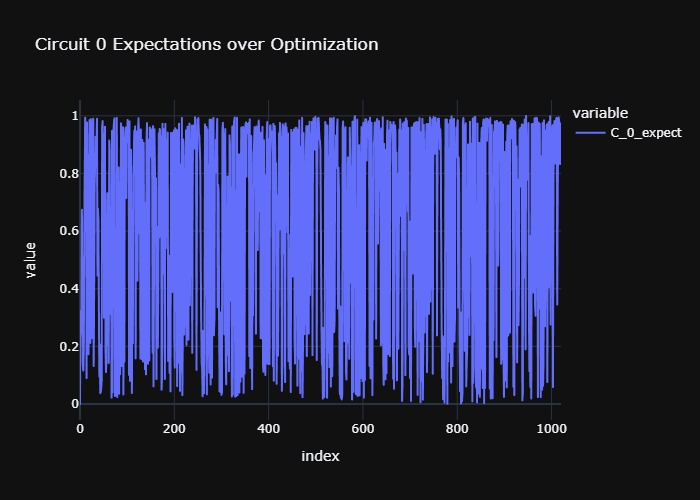 Circuit 0 Expectations over Optimization
variable
C_0_expect
value
1
0.8
0.6
0.4
0.2
0
0 200 400 600 800 1000
index